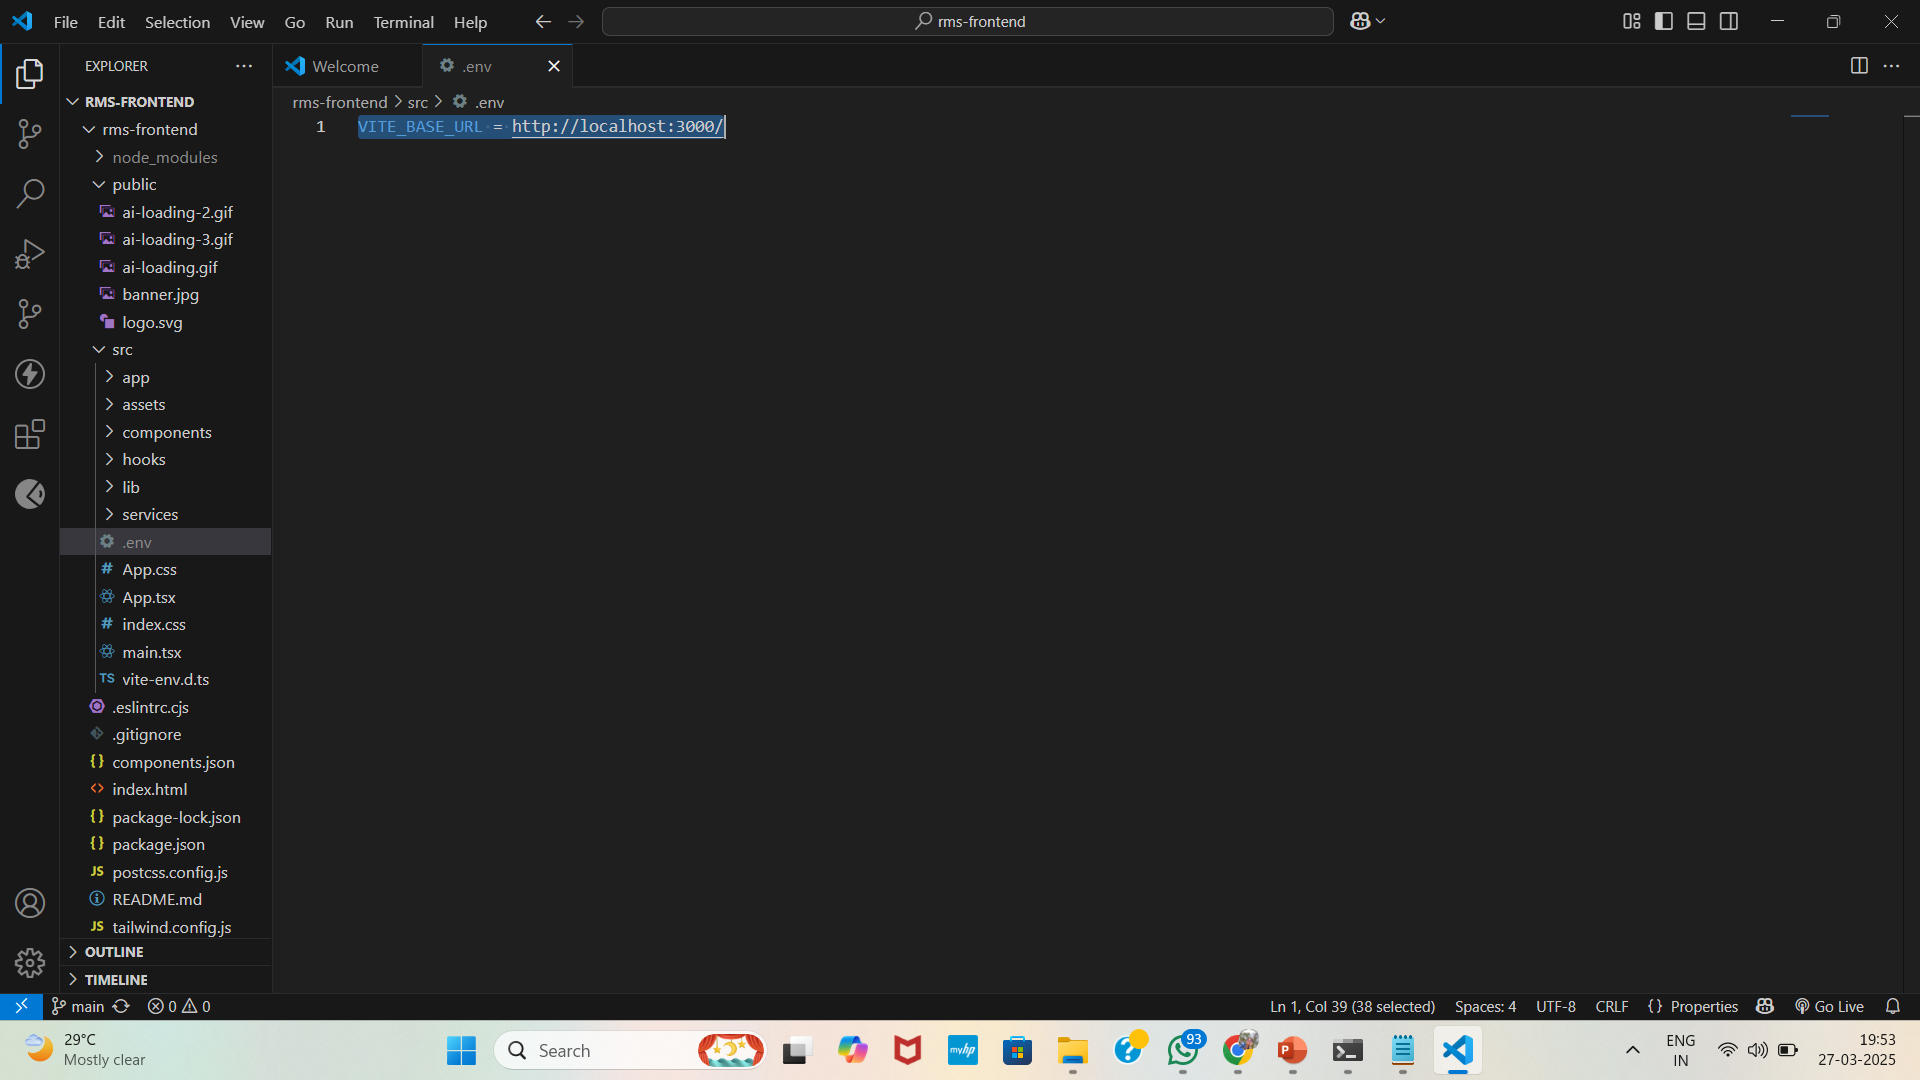 File Edit Selection View Go Run Terminal Help
rms-frontend
EXPLORER
RMS-FRONTEND
rms-frontend
node_modules
public
ai-loading-2.gif
ai-loading-3.gif
ai-loading.gif
banner.jpg
logo.svg
src
app
assets
components
hooks
lib
services
.env
App.css
App.tsx
index.css
main.tsx
TS vite-env.d.ts
.eslintrc.cjs
.gitignore
{} components.json
<> index.html
{} package-lock.json
{} package.json
JS postcss.config.js
README.md
JS tailwind.config.js
OUTLINE
TIMELINE
Welcome
.env
rms-frontend > src > .env
1 VITE_BASE_URL = http://localhost:3000/
main 0 0
Ln 1, Col 39 (38 selected) Spaces: 4 UTF-8 CRLF {} Properties Go Live
29°C
Mostly clear
Search
myhp
93
ENG
IN
19:53
27-03-2025